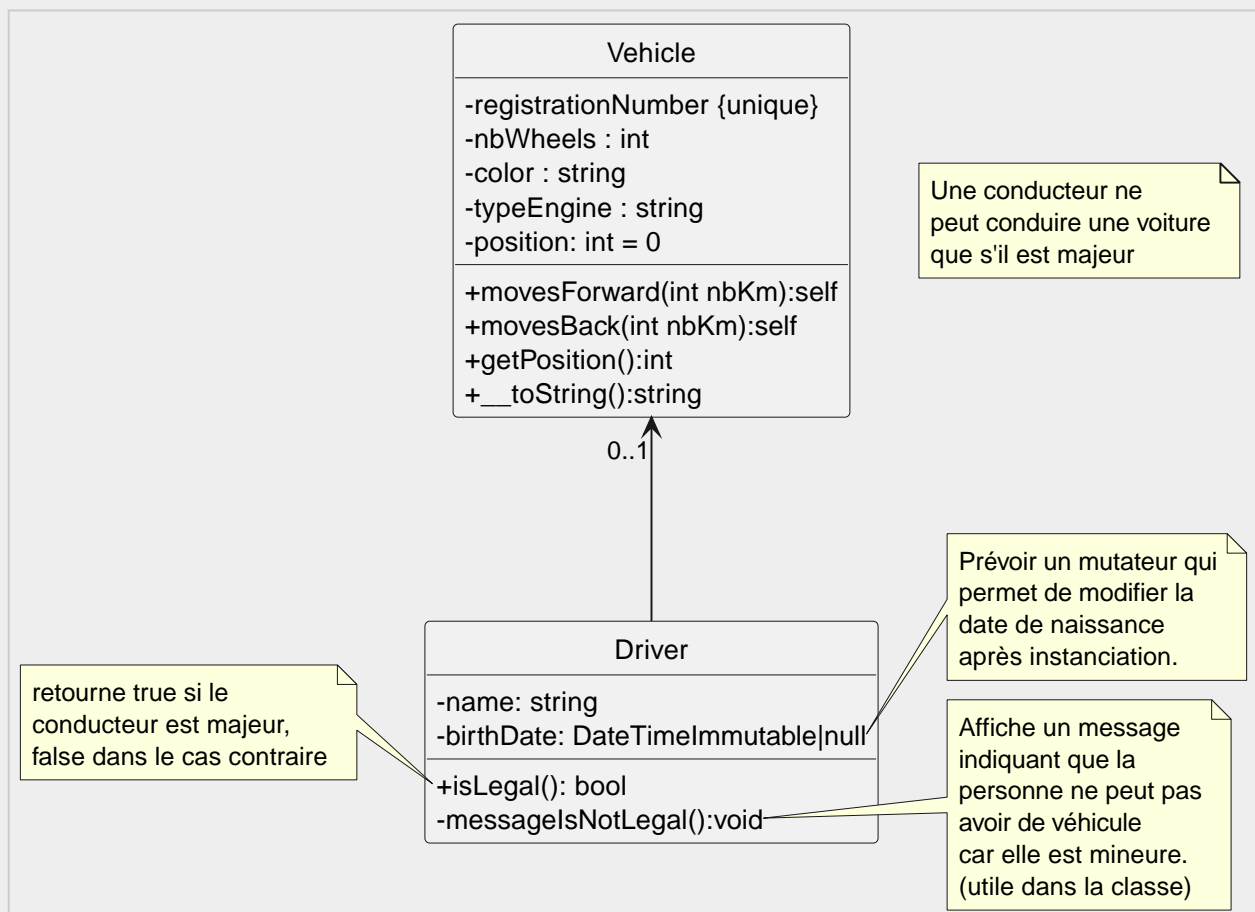 Vehicle
-registrationNumber {unique}
-nbWheels : int
-color : string
-typeEngine : string
-position: int = 0
+movesForward(int nbKm):self
+movesBack(int nbKm):self
+getPosition():int
+__toString():string
Une conducteur ne
peut conduire une voiture
que s'il est majeur
0..1
Prévoir un mutateur qui
permet de modifier la
date de naissance
après instanciation.
Driver
-name: string
-birthDate: DateTimeImmutable|null
+isLegal(): bool
-messageIsNotLegal():void
retourne true si le
conducteur est majeur,
false dans le cas contraire
Affiche un message
indiquant que la
personne ne peut pas
avoir de véhicule
car elle est mineure.
(utile dans la classe)